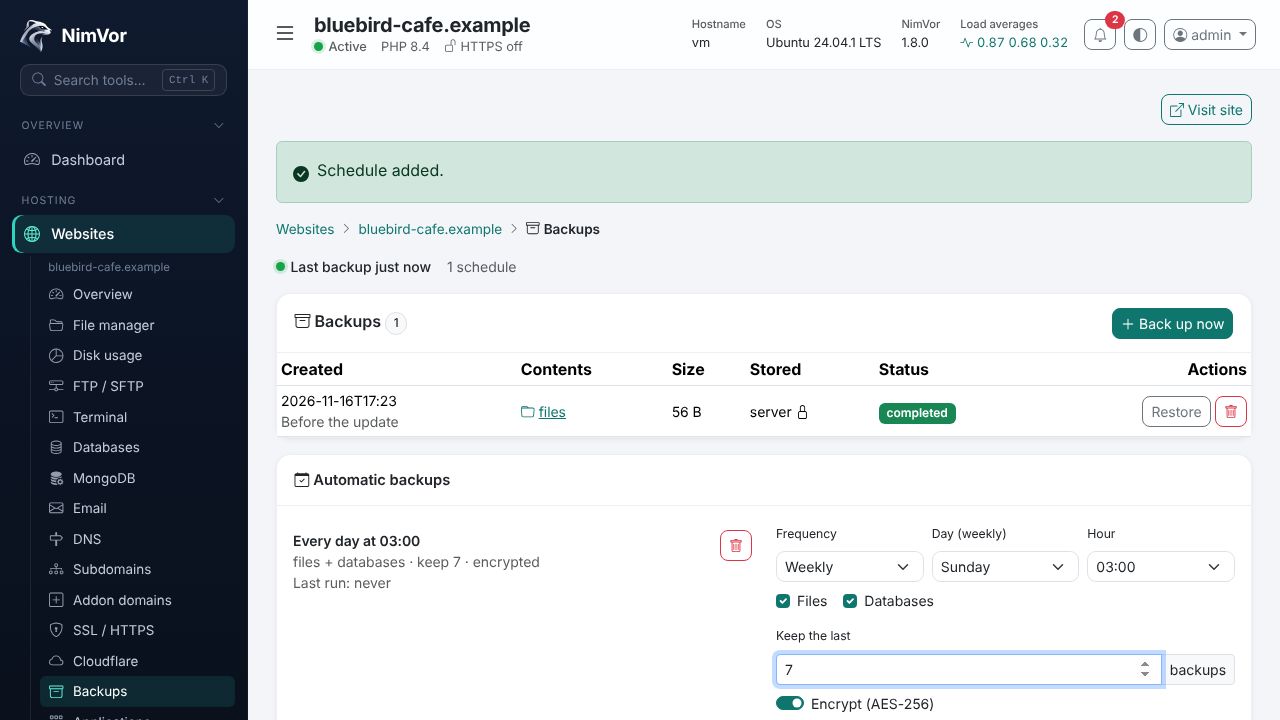 NimVor
Search tools...
Ctrl K
OVERVIEW
Dashboard
HOSTING
Websites
bluebird-cafe.example
Overview
File manager
Disk usage
FTP / SFTP
Terminal
Databases
MongoDB
Email
DNS
Subdomains
Addon domains
SSL / HTTPS
Cloudflare
Backups
bluebird-cafe.example
Active PHP 8.4 HTTPS off
Hostname
vm
OS
Ubuntu 24.04.1 LTS
NimVor
1.8.0
Load averages
0.87 0.68 0.32
2
admin
Visit site
Schedule added.
Websites > bluebird-cafe.example > Backups
Last backup just now 1 schedule
Backups 1
+ Back up now
Created Contents Size Stored Status Actions
2026-11-16T17:23
Before the update
files 56 B server completed Restore
Automatic backups
Every day at 03:00
files + databases · keep 7 · encrypted
Last run: never
Frequency Day (weekly) Hour
Weekly Sunday 03:00
Files Databases
Keep the last
7 backups
Encrypt (AES-256)